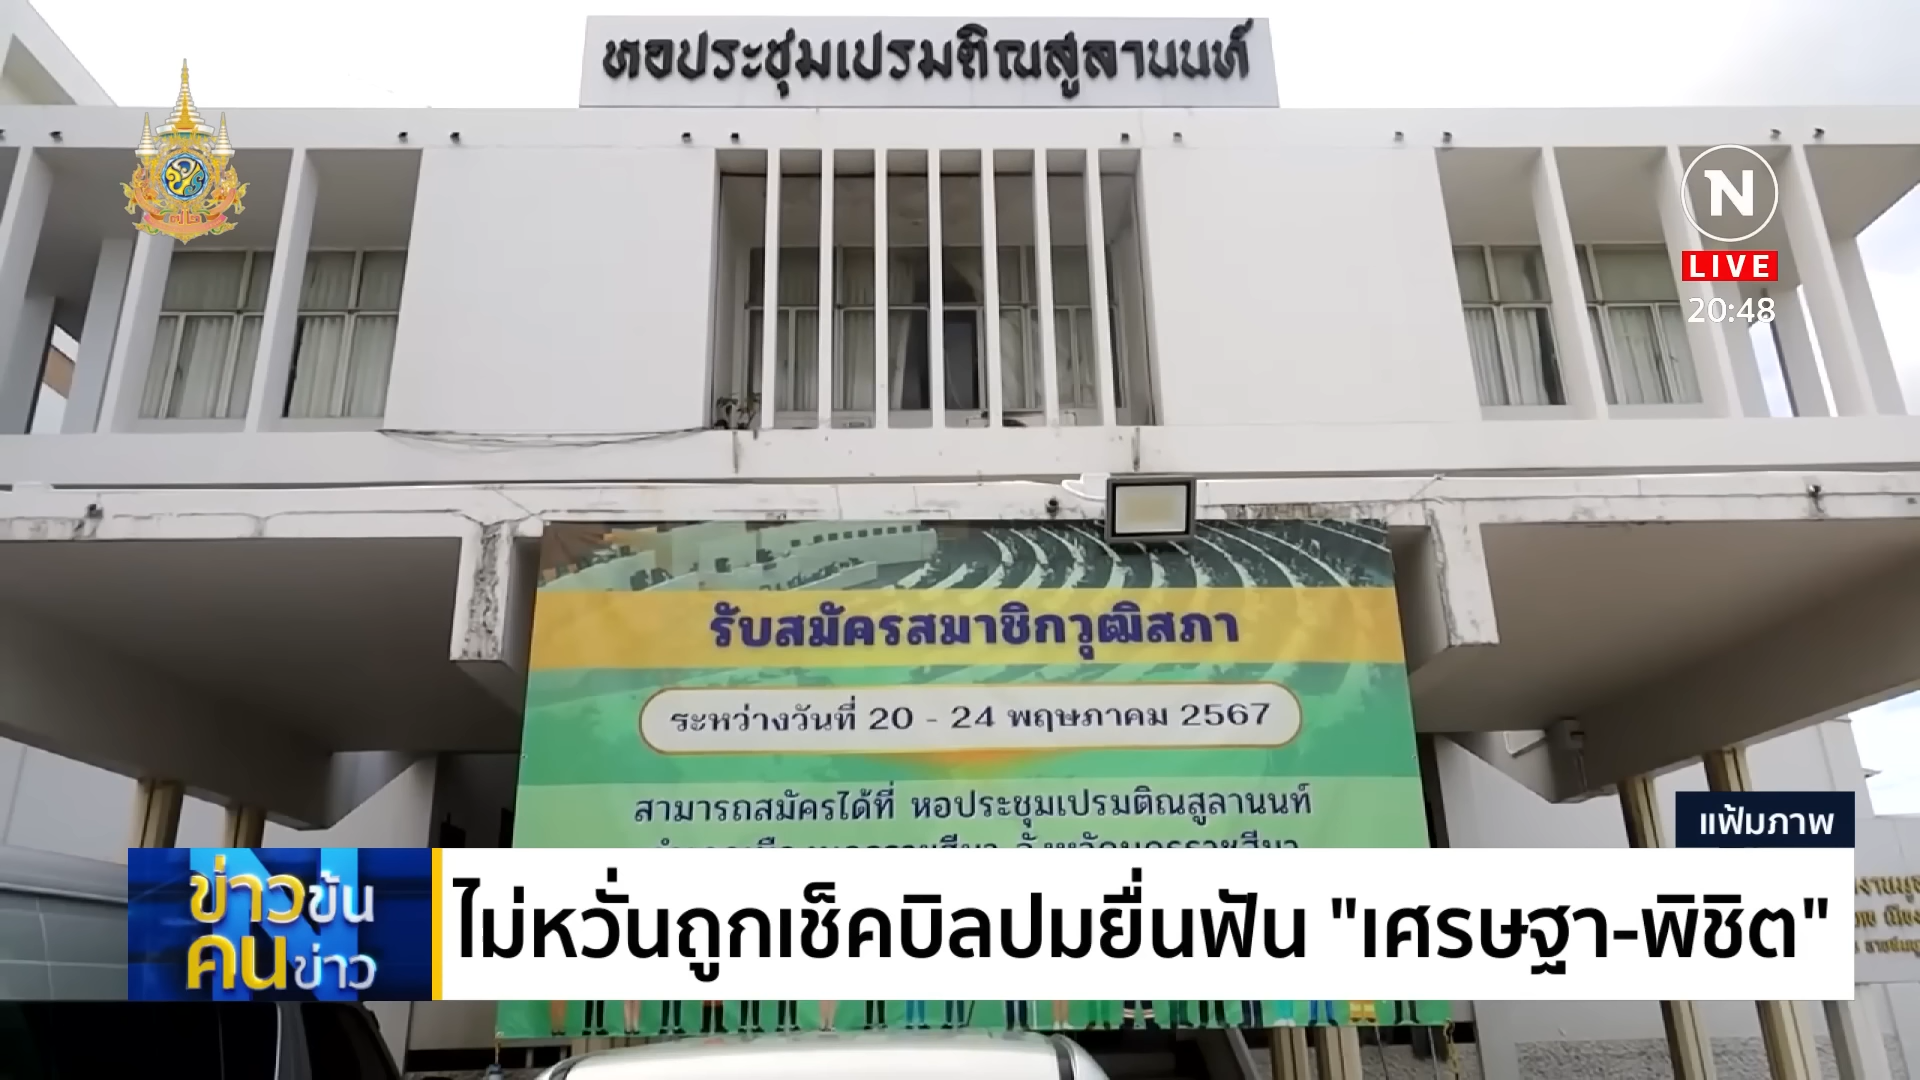 หอประชุมเปรมติณสูลานนท์
๗๒
N
LIVE
20:48
รับสมัครสมาชิกวุฒิสภา
ระหว่างวันที่ 20 - 24 พฤษภาคม 2567
สามารถสมัครได้ที่ หอประชุมเปรมติณสูลานนท์
แฟ้มภาพ
ข่าวข้น
คนข่าว
ไม่หวั่นถูกเช็คบิลปมยื่นฟัน "เศรษฐา-พิชิต"